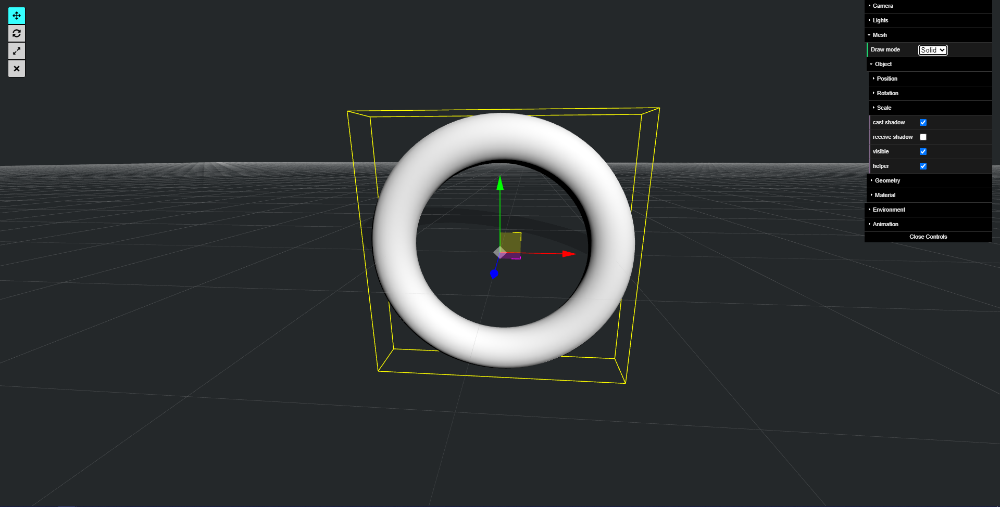 Camera
Lights
Mesh
Draw mode Solid
Object
Position
Rotation
Scale
cast shadow
receive shadow
visible
helper
Geometry
Material
Environment
Animation
Close Controls